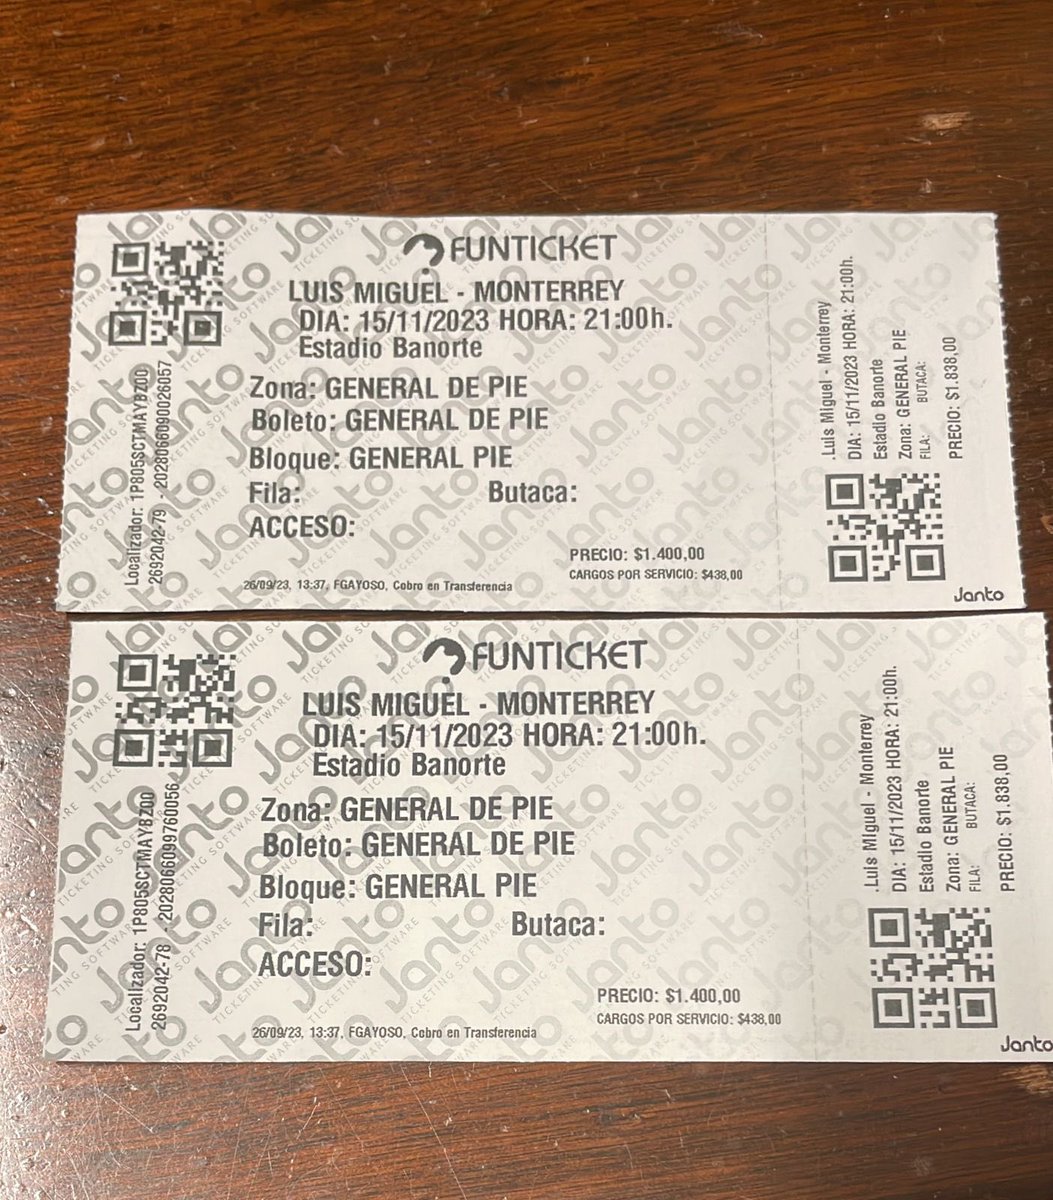 FUNTICKET
LUIS MIGUEL - MONTERREY
DIA: 15/11/2023 HORA: 21:00h.
Estadio Banorte
Zona: GENERAL DE PIE
Boleto: GENERAL DE PIE
Bloque: GENERAL PIE
Fila: Butaca:
ACCESO:
PRECIO: $1.400,00
CARGOS POR SERVICIO: $438,00
26/09/23, 13:37, FGAYOSO, Cobro en Transferencia
Localizador: 1P805SCTMAYBZ00
2692042-79 - 2028066090026057
.Luis Miguel - Monterrey
DIA: 15/11/2023 HORA: 21:00h.
Estadio Banorte
Zona: GENERAL PIE
FILA: BUTACA:
PRECIO: $1.838,00
Janto
FUNTICKET
LUIS MIGUEL - MONTERREY
DIA: 15/11/2023 HORA: 21:00h.
Estadio Banorte
Zona: GENERAL DE PIE
Boleto: GENERAL DE PIE
Bloque: GENERAL PIE
Fila: Butaca:
ACCESO:
PRECIO: $1.400,00
CARGOS POR SERVICIO: $438,00
26/09/23, 13:37, FGAYOSO, Cobro en Transferencia
Localizador: 1P805SCTMAYBZ00
2692042-78 - 2028066099760056
.Luis Miguel - Monterrey
DIA: 15/11/2023 HORA: 21:00h.
Estadio Banorte
Zona: GENERAL PIE
FILA: BUTACA:
PRECIO: $1.838,00
Janto
Janto
TICKETING SOFTWARE